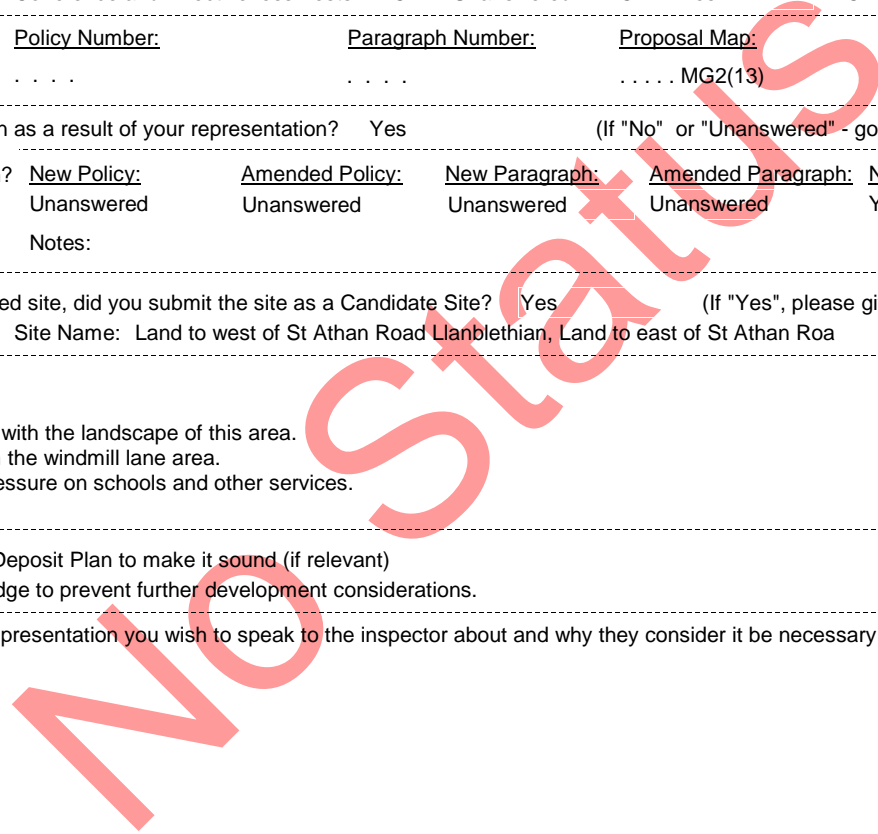 Policy Number: Paragraph Number: Proposal Map:
. . . . . . . . . . . . . MG2(13)
as a result of your representation? Yes (If "No" or "Unanswered" - go
? New Policy: Amended Policy: New Paragraph: Amended Paragraph:
Unanswered Unanswered Unanswered Unanswered
Notes:
ed site, did you submit the site as a Candidate Site? Yes (If "Yes", please gi
Site Name: Land to west of St Athan Road Llanblethian, Land to east of St Athan Roa
with the landscape of this area.
the windmill lane area.
essure on schools and other services.
Deposit Plan to make it sound (if relevant)
dge to prevent further development considerations.
presentation you wish to speak to the inspector about and why they consider it be necessary
No Status